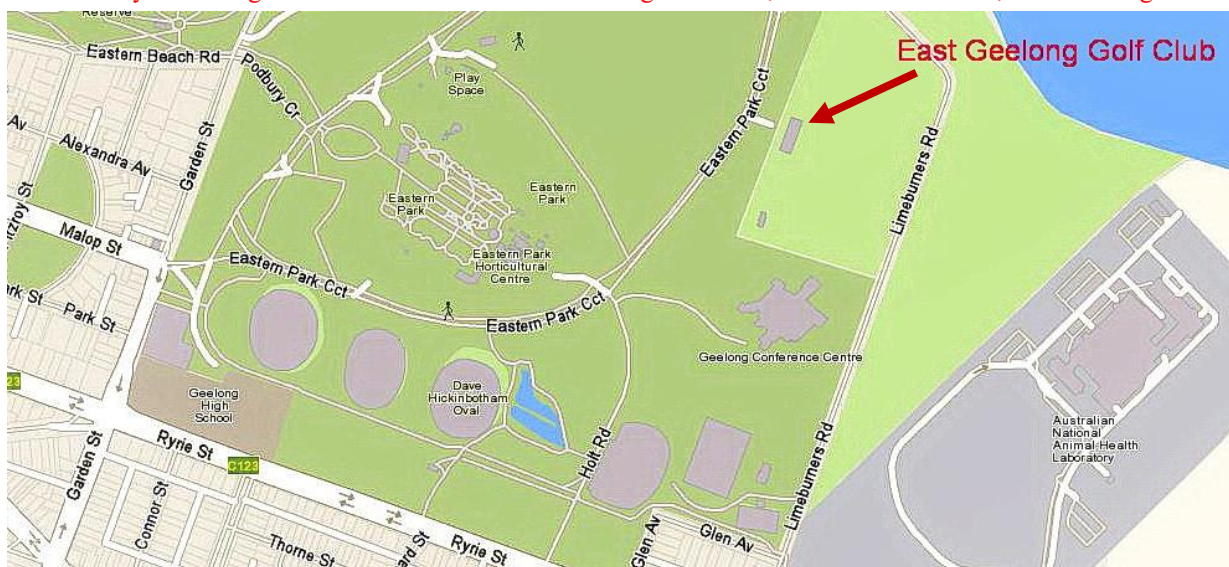 Reserve
Eastern Beach Rd
Podbury Cr
Play
Space
Eastern Park Cct
East Geelong Golf Club
Av
Alexandra Av
Garden St
Limeburners Rd
Eastern
Park
Eastern
Park
Malop St
Eastern Park
Horticultural
Centre
Eastern Park Cct
Eastern Park Cct
Park St
Geelong Conference Centre
23
Geelong
High
School
Dave
Hickinbotham
Oval
Australian
National
Animal Health
Laboratory
Ryrie St
C123
Holt Rd
Limeburners Rd
Garden St
Connor St
Thorne St
Ryrie St
Glen Av
Glen Av